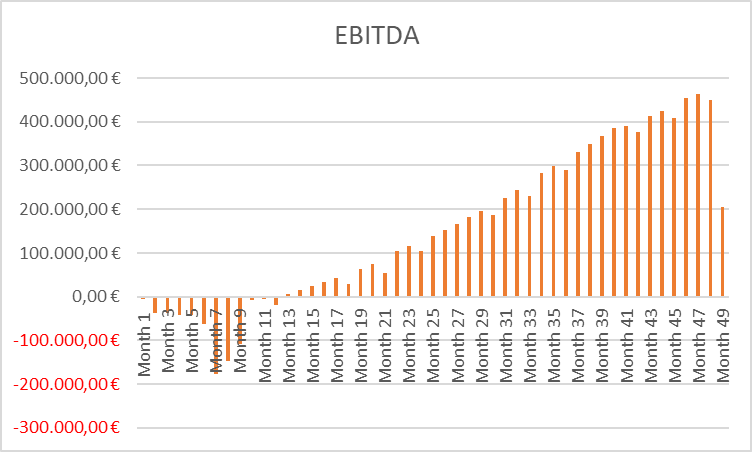 EBITDA
500.000,00 €
400.000,00 €
300.000,00 €
200.000,00 €
100.000,00 €
0,00 €
-100.000,00 €
-200.000,00 €
-300.000,00 €
Month 1
Month 3
Month 5
Month 7
Month 9
Month 11
Month 13
Month 15
Month 17
Month 19
Month 21
Month 23
Month 25
Month 27
Month 29
Month 31
Month 33
Month 35
Month 37
Month 39
Month 41
Month 43
Month 45
Month 47
Month 49